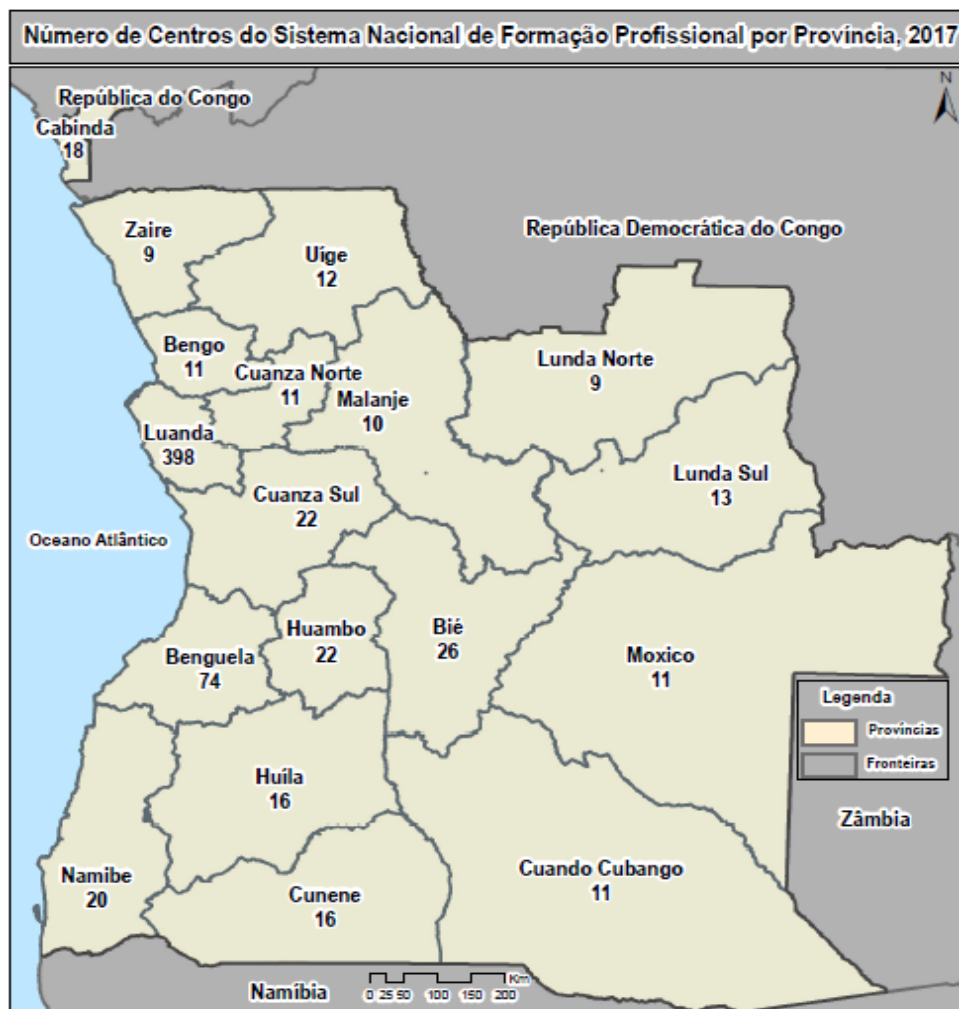 Número de Centros do Sistema Nacional de Formação Profissional por Província, 2017
N
República do Congo
Cabinda
18
Zaire
9
Uíge
12
República Democrática do Congo
Bengo
11
Cuanza Norte
11
Malanje
10
Lunda Norte
9
Luanda
398
Cuanza Sul
22
Lunda Sul
13
Oceano Atlântico
Huambo
22
Bié
26
Benguela
74
Moxico
11
Legenda
Províncias
Fronteiras
Huíla
16
Zâmbia
Namibe
20
Cunene
16
Cuando Cubango
11
Namíbia
Km
0 25 50 100 150 200